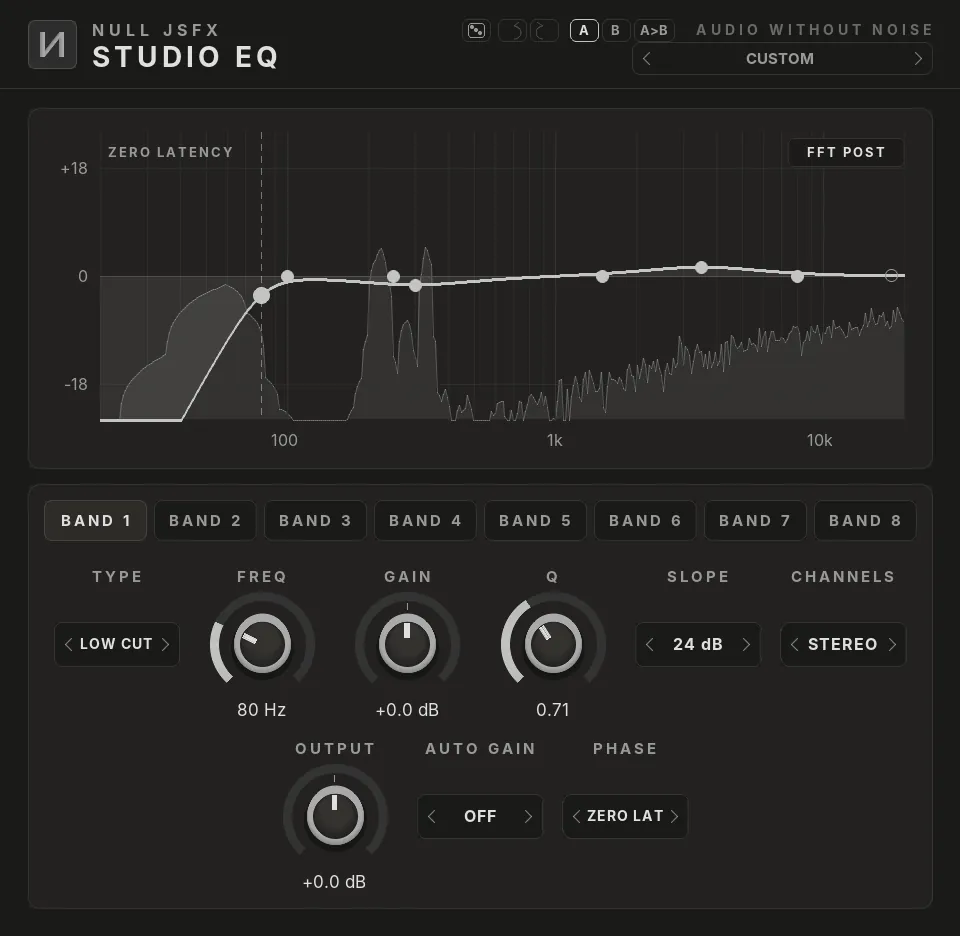 NULL JSFX
STUDIO EQ
A B A>B
AUDIO WITHOUT NOISE
CUSTOM
ZERO LATENCY
FFT POST
+18
0
-18
100 1k 10k
BAND 1 BAND 2 BAND 3 BAND 4 BAND 5 BAND 6 BAND 7 BAND 8
TYPE FREQ GAIN Q SLOPE CHANNELS
LOW CUT 24 dB STEREO
80 Hz +0.0 dB 0.71
OUTPUT AUTO GAIN PHASE
OFF ZERO LAT
+0.0 dB